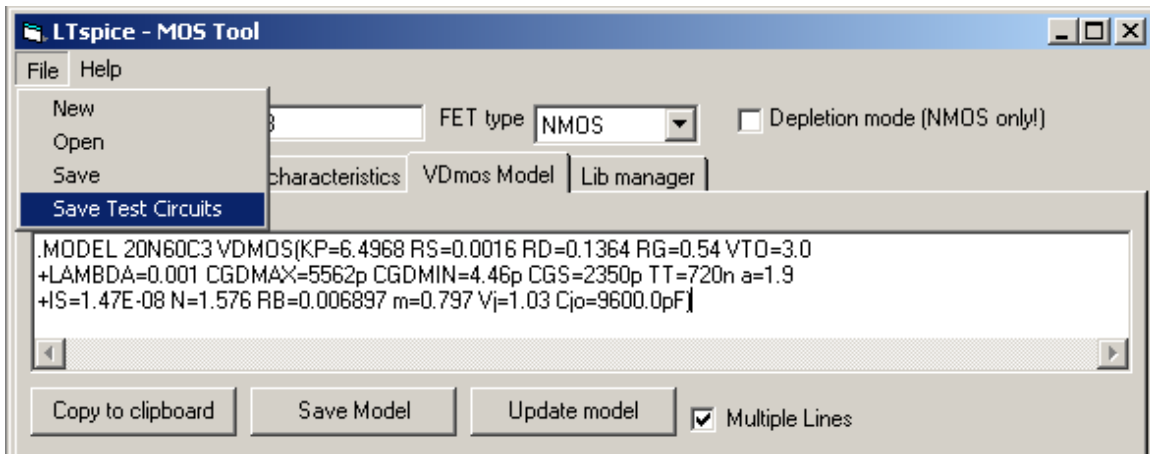 LTspice - MOS Tool
File Help
New
Open
Save
Save Test Circuits
3 FET type NMOS Depletion mode (NMOS only!)
characteristics VDmos Model Lib manager
.MODEL 20N60C3 VDMOS(KP=6.4968 RS=0.0016 RD=0.1364 RG=0.54 VTO=3.0
+LAMBDA=0.001 CGDMAX=5562p CGDMIN=4.46p CGS=2350p TT=720n a=1.9
+IS=1.47E-08 N=1.576 RB=0.006897 m=0.797 Vj=1.03 Cjo=9600.0pF)
Copy to clipboard Save Model Update model Multiple Lines